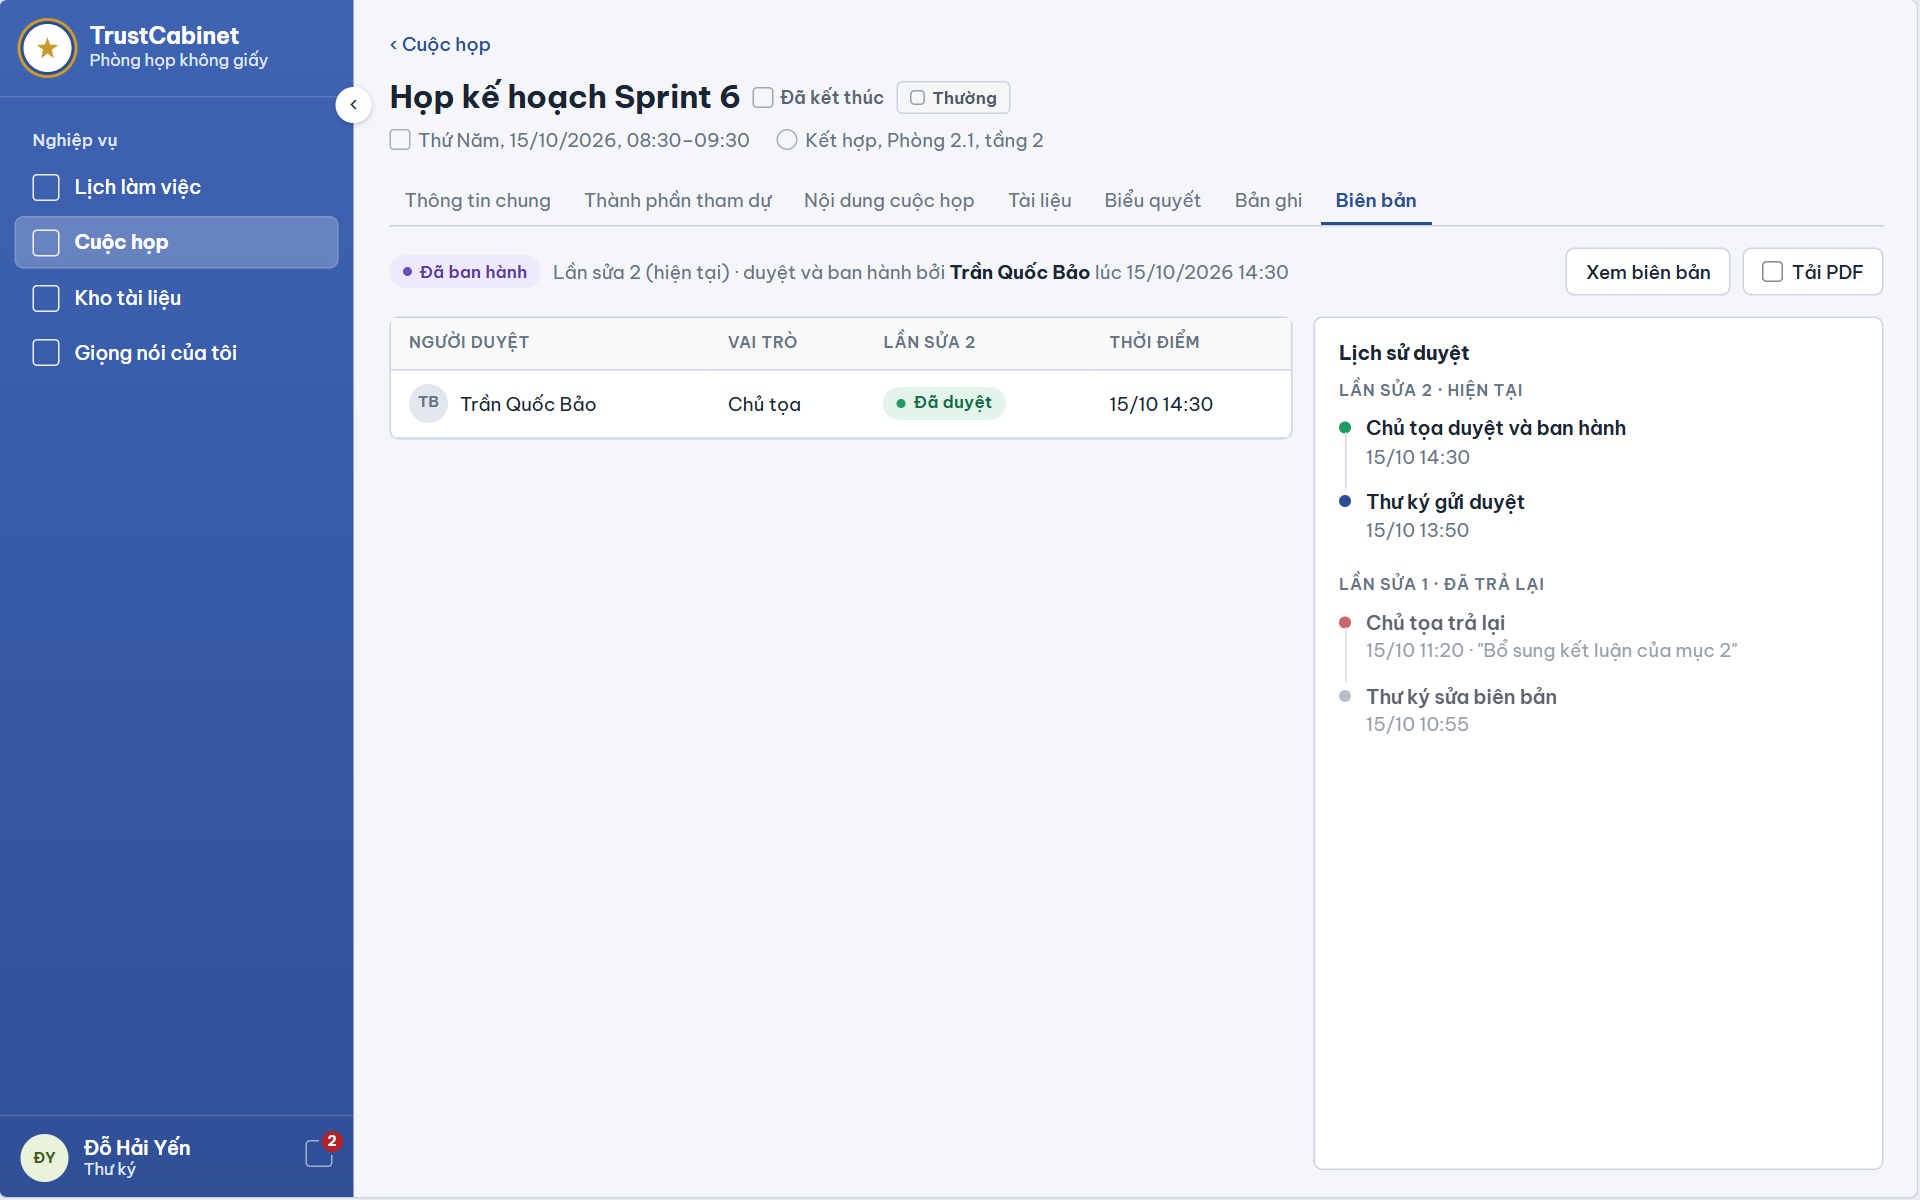 TrustCabinet
Phòng họp không giấy
Nghiệp vụ
Lịch làm việc
Cuộc họp
Kho tài liệu
Giọng nói của tôi
ĐY
Đỗ Hải Yến
Thư ký
2
‹ Cuộc họp
Họp kế hoạch Sprint 6 Đã kết thúc Thường
Thứ Năm, 15/10/2026, 08:30–09:30 Kết hợp, Phòng 2.1, tầng 2
Thông tin chung Thành phần tham dự Nội dung cuộc họp Tài liệu Biểu quyết Bản ghi Biên bản
Đã ban hành Lần sửa 2 (hiện tại) · duyệt và ban hành bởi Trần Quốc Bảo lúc 15/10/2026 14:30 Xem biên bản Tải PDF
NGƯỜI DUYỆT VAI TRÒ LẦN SỬA 2 THỜI ĐIỂM
TB Trần Quốc Bảo Chủ tọa Đã duyệt 15/10 14:30
Lịch sử duyệt
LẦN SỬA 2 · HIỆN TẠI
Chủ tọa duyệt và ban hành
15/10 14:30
Thư ký gửi duyệt
15/10 13:50
LẦN SỬA 1 · ĐÃ TRẢ LẠI
Chủ tọa trả lại
15/10 11:20 · "Bổ sung kết luận của mục 2"
Thư ký sửa biên bản
15/10 10:55